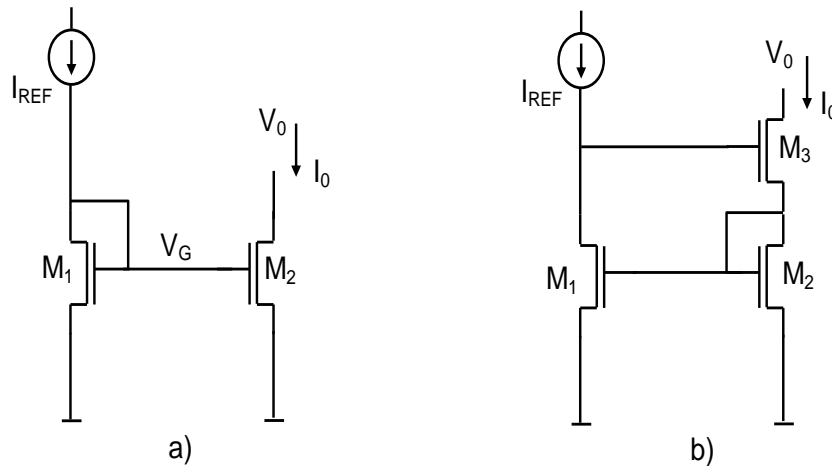 I_REF
V_0
I_0
M_1
V_G
M_2
a)
I_REF
V_0
I_0
M_3
M_1
M_2
b)